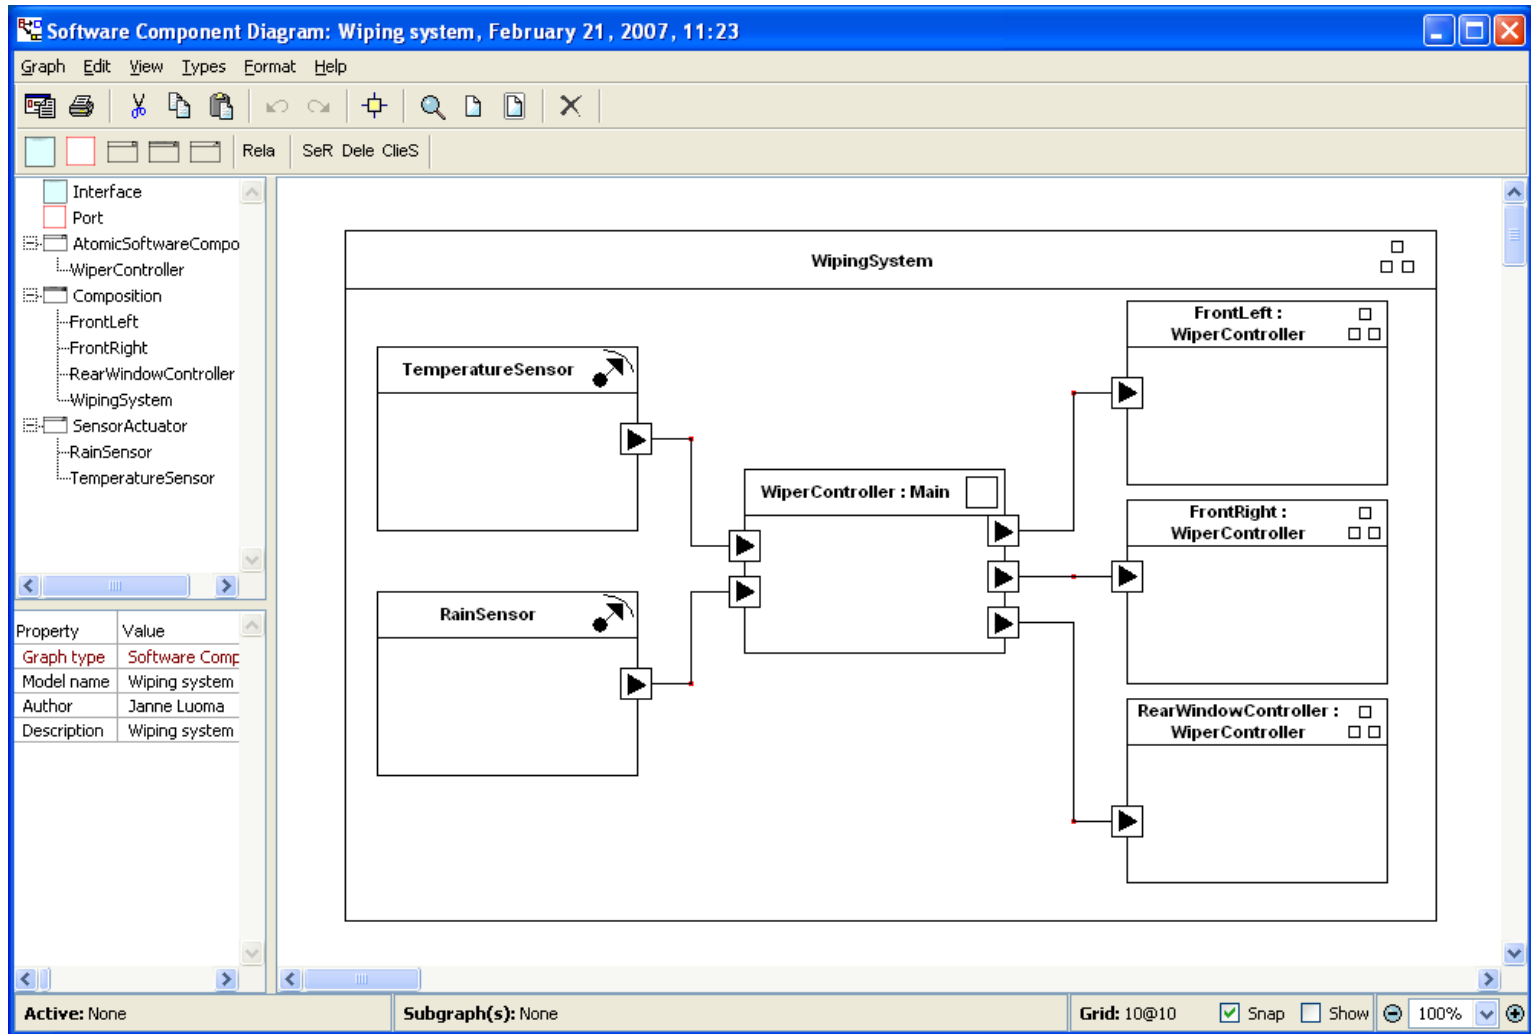 Software Component Diagram: Wiping system, February 21, 2007, 11:23
Graph Edit View Types Format Help
Rela SeR Dele ClieS
Interface
Port
AtomicSoftwareCompo
WiperController
Composition
FrontLeft
FrontRight
RearWindowController
WipingSystem
SensorActuator
RainSensor
TemperatureSensor
Property Value
Graph type Software Comp
Model name Wiping system
Author Janne Luoma
Description Wiping system
WipingSystem
TemperatureSensor
RainSensor
WiperController : Main
FrontLeft :
WiperController
FrontRight :
WiperController
RearWindowController :
WiperController
Active: None
Subgraph(s): None
Grid: 10@10
Snap
Show
100%